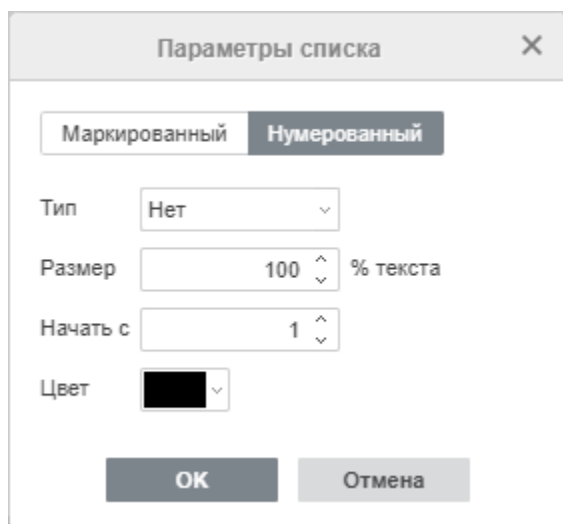 Параметры списка
Маркированный Нумерованный
Тип Нет
Размер 100 % текста
Начать с 1
Цвет
OK Отмена